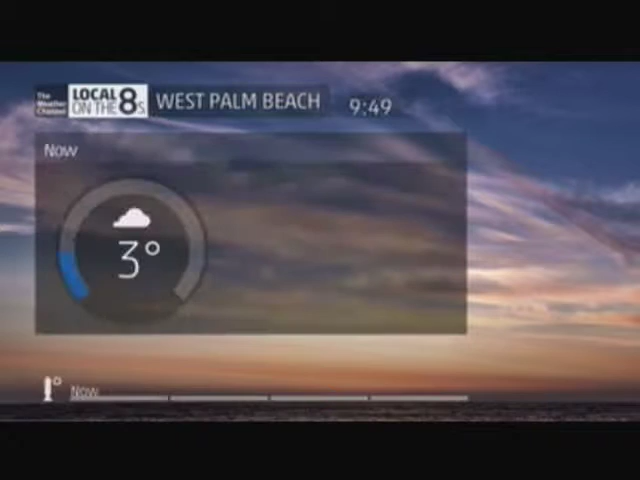 The Weather Channel
LOCAL ON THE 8s
WEST PALM BEACH
9:49
Now
3°
Now